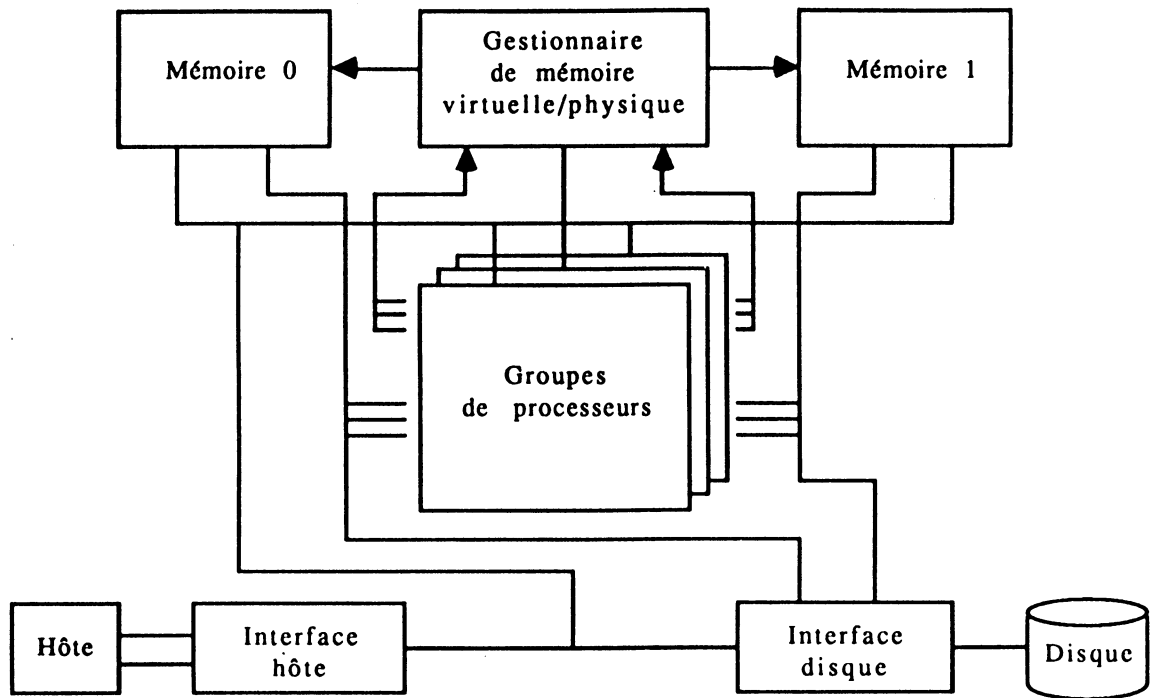 Mémoire 0
Gestionnaire
de mémoire
virtuelle/physique
Mémoire 1
Groupes
de processeurs
Hôte
Interface
hôte
Interface
disque
Disque